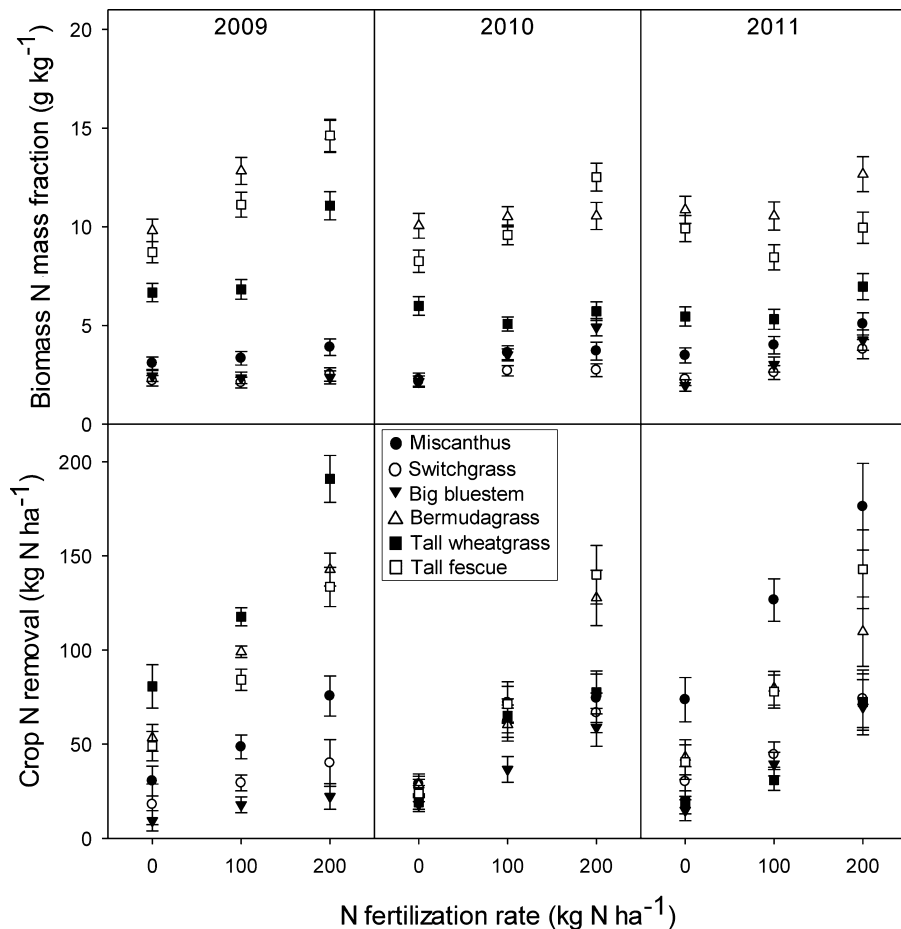 2009 2010 2011
20
15
10
5
0
Biomass N mass fraction (g kg⁻¹)
200
150
100
50
0
Crop N removal (kg N ha⁻¹)
Miscanthus
Switchgrass
Big bluestem
Bermudagrass
Tall wheatgrass
Tall fescue
0 100 200 0 100 200 0 100 200
N fertilization rate (kg N ha⁻¹)